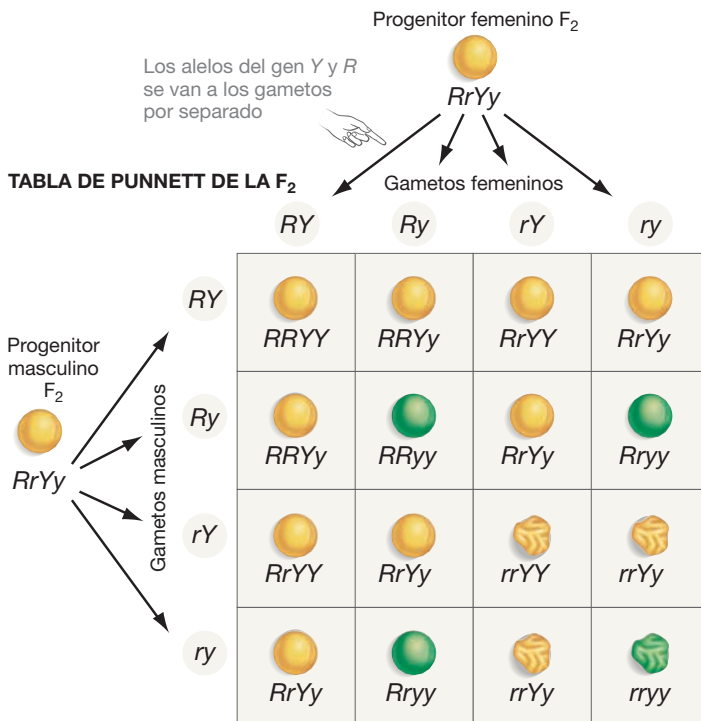 Progenitor femenino F₂
Los alelos del gen Y y R
se van a los gametos
por separado
RrYy
TABLA DE PUNNETT DE LA F₂
Gametos femeninos
RY Ry rY ry
RY
RRYY RRYy RrYY RrYy
Progenitor
masculino
F₂
RrYy
Gametos masculinos
Ry
RRYy RRyy RrYy Rryy
rY
RrYY RrYy rrYY rrYy
ry
RrYy Rryy rrYy rryy